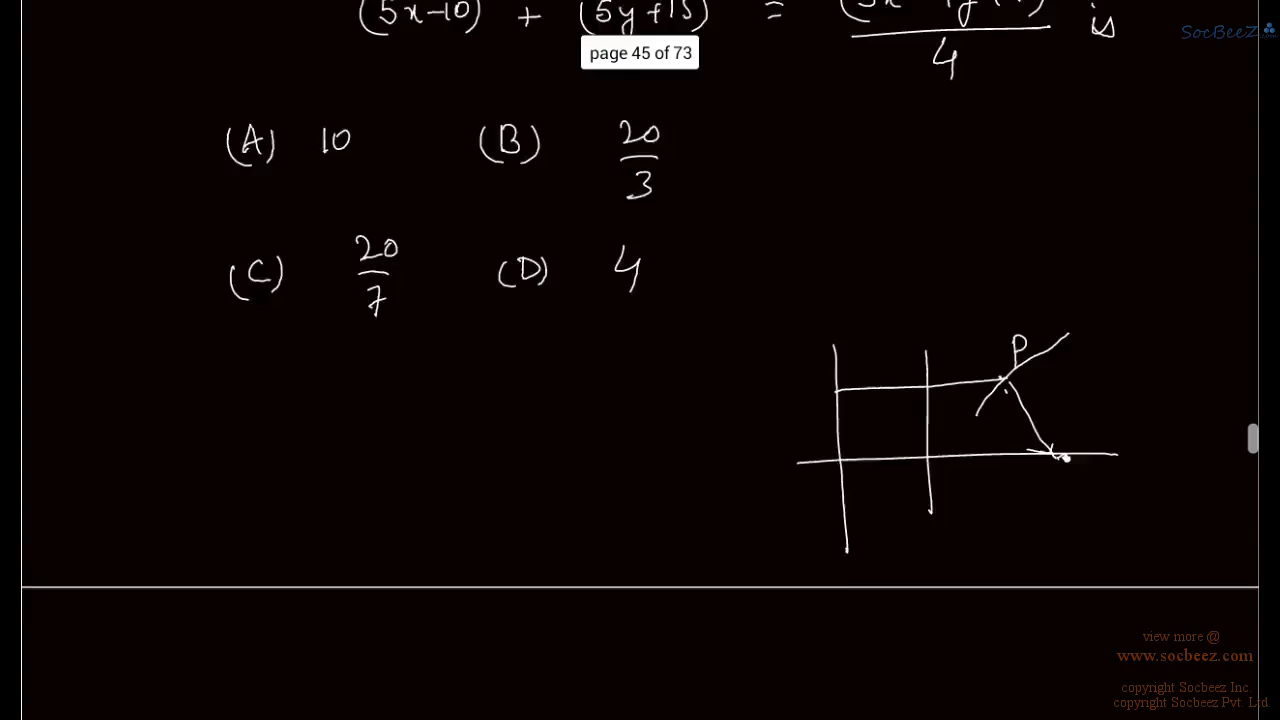 (5x-10) + (5y+15) = 4 is
SocBeeZ
page 45 of 73
(A) 10 (B) 20/3
(C) 20/7 (D) 4
P
view more @
www.socbeez.com
copyright Socbeez Inc.
copyright Socbeez Pvt. Ltd